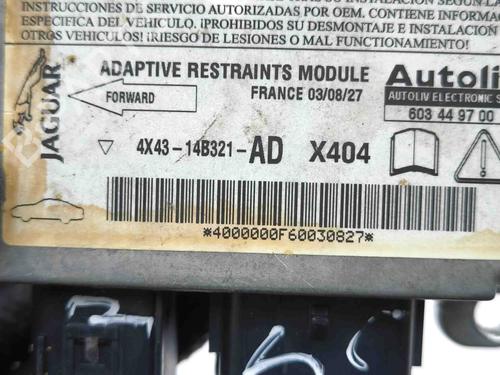 INSTRUCCIONES DE SERVICIO AUTORIZADAS POR OEM. CONTIENE INFORMA
ESPECIFICA DEL VEHICULO. ¡PROHIBIDOS SU DESMONTAJE E INSTALACION
OTROS VEHICULOS! ¡RIESGO DE LESIONES O MAL FUNCIONAMIENTO!
JAGUAR
FORWARD
ADAPTIVE RESTRAINTS MODULE
FRANCE 03/08/27
Autoliv
AUTOLIV ELECTRONIC S
603 44 97 00
4X43-14B321-AD X404
*4000000F60030827*